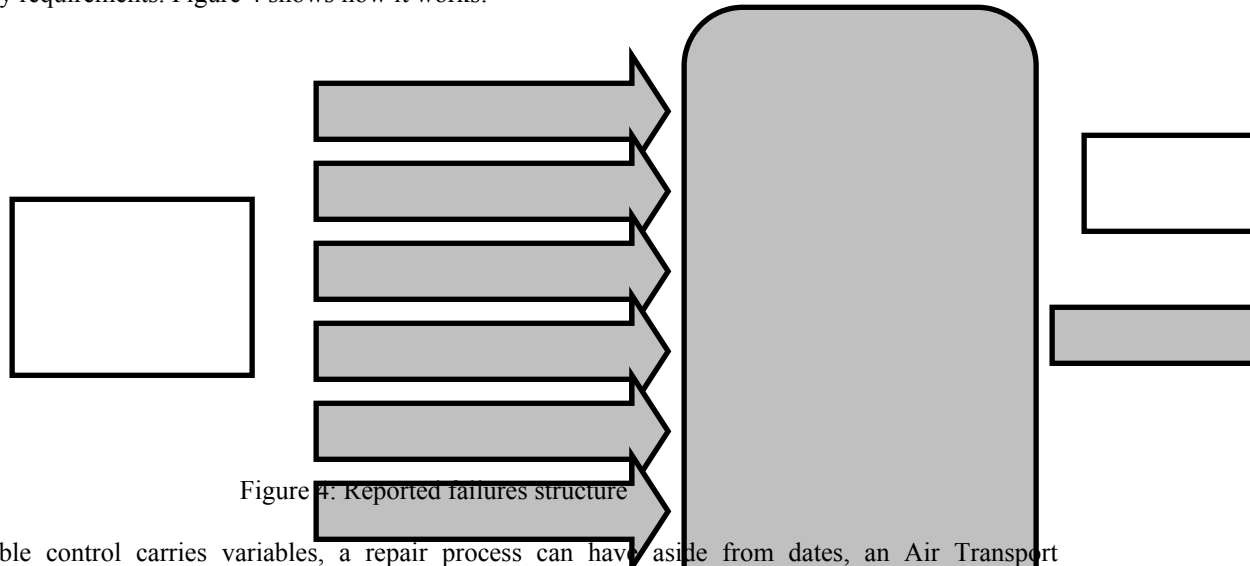 y requirements. Figure 4 shows how it works:
Figure 4: Reported failures structure
ble control carries variables, a repair process can have aside from dates, an Air Transport